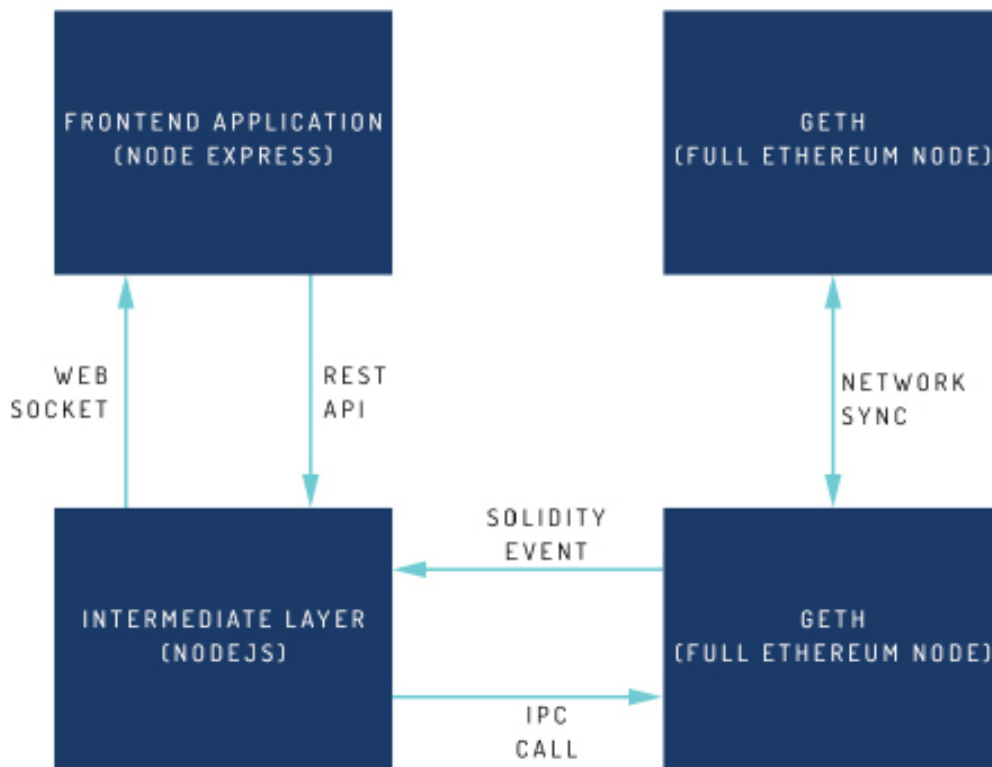 FRONTEND APPLICATION
(NODE EXPRESS)
GETH
(FULL ETHEREUM NODE)
WEB
SOCKET
REST
API
NETWORK
SYNC
SOLIDITY
EVENT
INTERMEDIATE LAYER
(NODEJS)
GETH
(FULL ETHEREUM NODE)
IPC
CALL